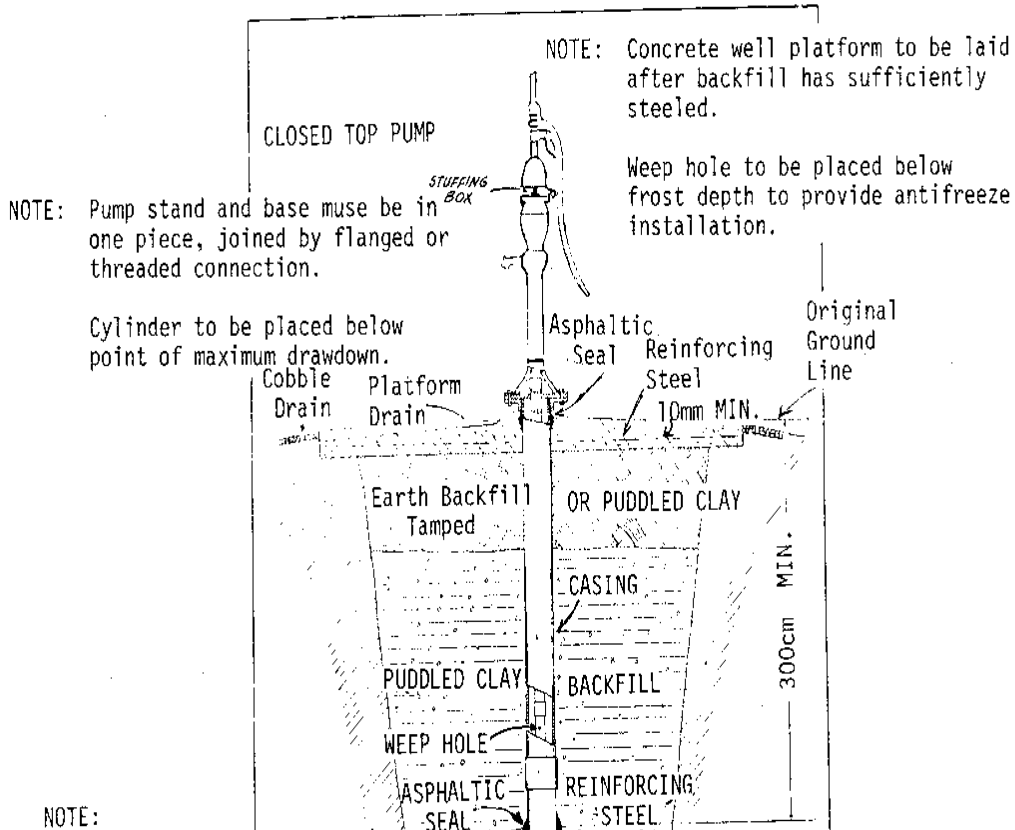 NOTE: Concrete well platform to be laid
after backfill has sufficiently
steeled.
CLOSED TOP PUMP
Weep hole to be placed below
frost depth to provide antifreeze
installation.
STUFFING
BOX
NOTE: Pump stand and base muse be in
one piece, joined by flanged or
threaded connection.
Cylinder to be placed below
point of maximum drawdown.
Asphaltic
Seal
Reinforcing
Steel
Original
Ground
Line
Cobble
Drain
Platform
Drain
10mm MIN.
Earth Backfill
Tamped
OR PUDDLED CLAY
CASING
300cm MIN.
PUDDLED CLAY
BACKFILL
WEEP HOLE
ASPHALTIC
SEAL
REINFORCING
STEEL
NOTE: